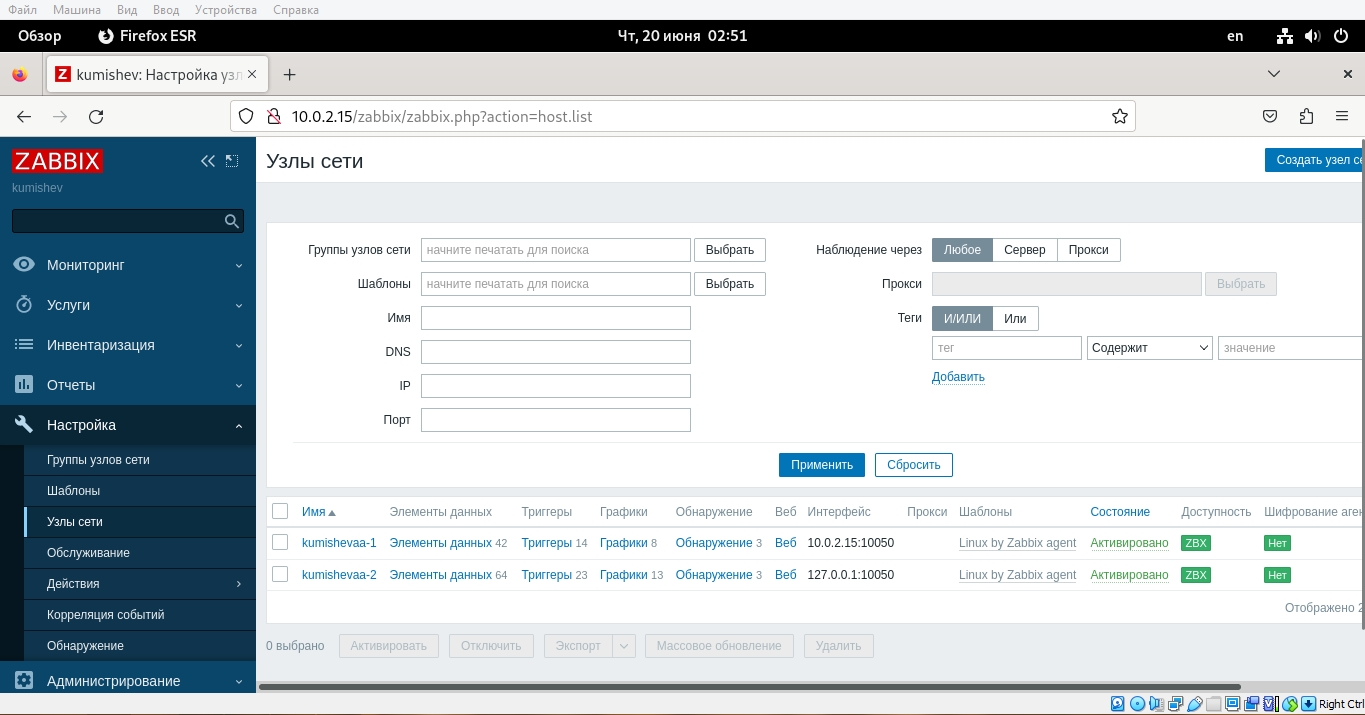 Файл Машина Вид Ввод Устройства Справка
Обзор Firefox ESR Чт, 20 июня 02:51 en
kumishev: Настройка узл
10.0.2.15/zabbix/zabbix.php?action=host.list
ZABBIX
kumishev
Мониторинг
Услуги
Инвентаризация
Отчеты
Настройка
Группы узлов сети
Шаблоны
Узлы сети
Обслуживание
Действия
Корреляция событий
Обнаружение
Администрирование
Узлы сети Создать узел се
Группы узлов сети начните печатать для поиска Выбрать Наблюдение через Любое Сервер Прокси
Шаблоны начните печатать для поиска Выбрать Прокси Выбрать
Имя Теги И/ИЛИ Или
DNS тег Содержит значение
IP Добавить
Порт
Применить Сбросить
Имя Элементы данных Триггеры Графики Обнаружение Веб Интерфейс Прокси Шаблоны Состояние Доступность Шифрование аген
kumishevaa-1 Элементы данных 42 Триггеры 14 Графики 8 Обнаружение 3 Веб 10.0.2.15:10050 Linux by Zabbix agent Активировано ZBX Нет
kumishevaa-2 Элементы данных 64 Триггеры 23 Графики 13 Обнаружение 3 Веб 127.0.0.1:10050 Linux by Zabbix agent Активировано ZBX Нет
Отображено 2
0 выбрано Активировать Отключить Экспорт Массовое обновление Удалить
Right Ctrl